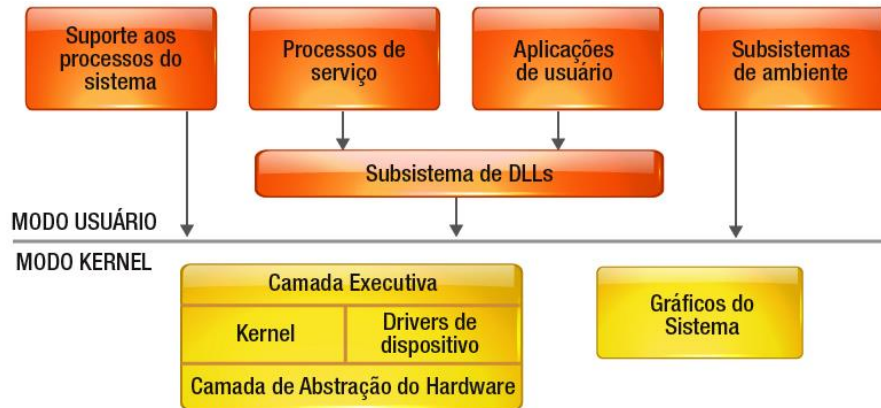 Suporte aos
processos do
sistema
Processos de
serviço
Aplicações
de usuário
Subsistemas
de ambiente
Subsistema de DLLs
MODO USUÁRIO
MODO KERNEL
Camada Executiva
Kernel
Drivers de
dispositivo
Camada de Abstração do Hardware
Gráficos do
Sistema